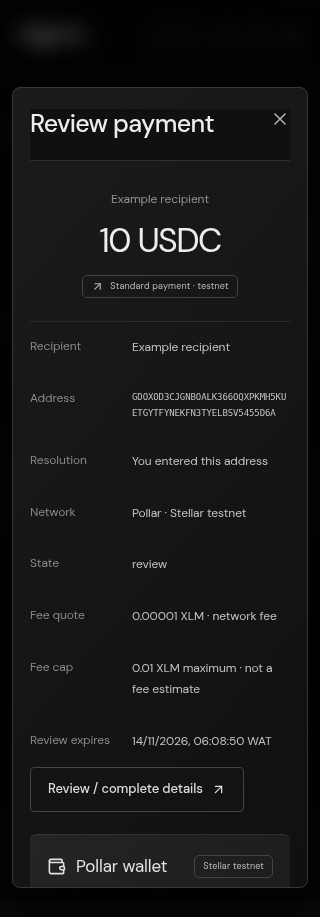 Review payment
Example recipient
10 USDC
Standard payment · testnet
Recipient
Example recipient
Address
GDOXOD3CJGNBOALK366OQXPKMH5KU
ETGYTFYNEKFN3TYELBSV5455D6A
Resolution
You entered this address
Network
Pollar · Stellar testnet
State
review
Fee quote
0.00001 XLM · network fee
Fee cap
0.01 XLM maximum · not a
fee estimate
Review expires
14/11/2026, 06:08:50 WAT
Review / complete details
Pollar wallet
Stellar testnet